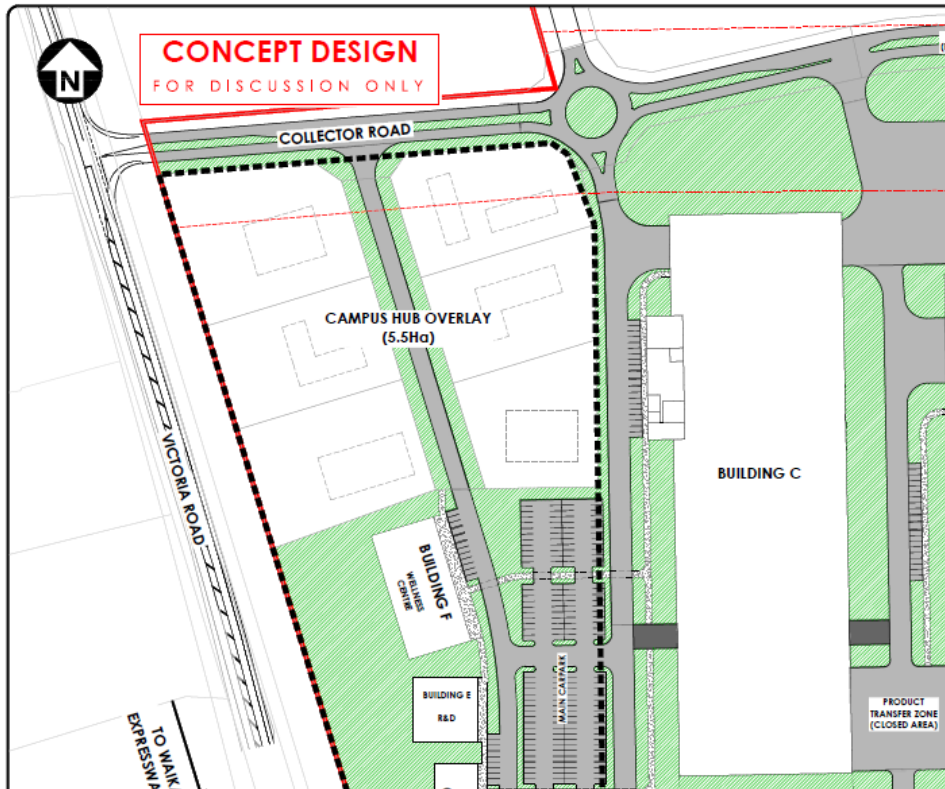 N
CONCEPT DESIGN
FOR DISCUSSION ONLY
COLLECTOR ROAD
CAMPUS HUB OVERLAY
(5.5Ha)
VICTORIA ROAD
BUILDING C
BUILDING F
WELLNESS
CENTRE
BUILDING E
R&D
MAIN CARPARK
PRODUCT
TRANSFER ZONE
(CLOSED AREA)
TO WAIK
EXPRESSWA